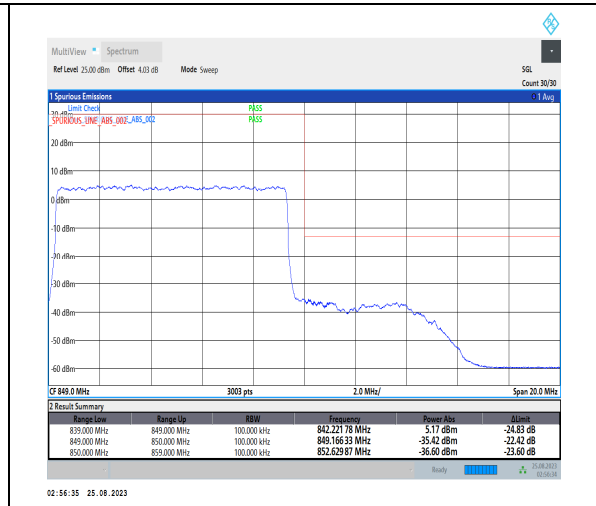 MultiView Spectrum
Ref Level 25.00 dBm Offset 4.03 dB Mode Sweep SGL
Count 30/30
1 Spurious Emissions 1 Avg
Limit Check PASS
_SPURIOUS_LINE_ABS_002 _ABS_002 PASS
20 dBm
10 dBm
0 dBm
-10 dBm
-20 dBm
-30 dBm
-40 dBm
-50 dBm
-60 dBm
CF 849.0 MHz 3003 pts 2.0 MHz/ Span 20.0 MHz
2 Result Summary
Range Low Range Up RBW Frequency Power Abs ΔLimit
839.000 MHz 849.000 MHz 100.000 kHz 842.22178 MHz 5.17 dBm -24.83 dB
849.000 MHz 850.000 MHz 100.000 kHz 849.16633 MHz -35.42 dBm -22.42 dB
850.000 MHz 859.000 MHz 100.000 kHz 852.62987 MHz -36.60 dBm -23.60 dB
Ready 25.08.2023
02:56:34
02:56:35 25.08.2023